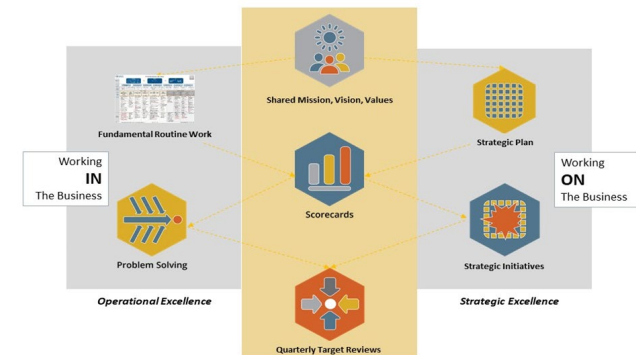 Shared Mission, Vision, Values
Fundamental Routine Work
Strategic Plan
Working
IN
The Business
Working
ON
The Business
Scorecards
Problem Solving
Strategic Initiatives
Operational Excellence
Strategic Excellence
Quarterly Target Reviews